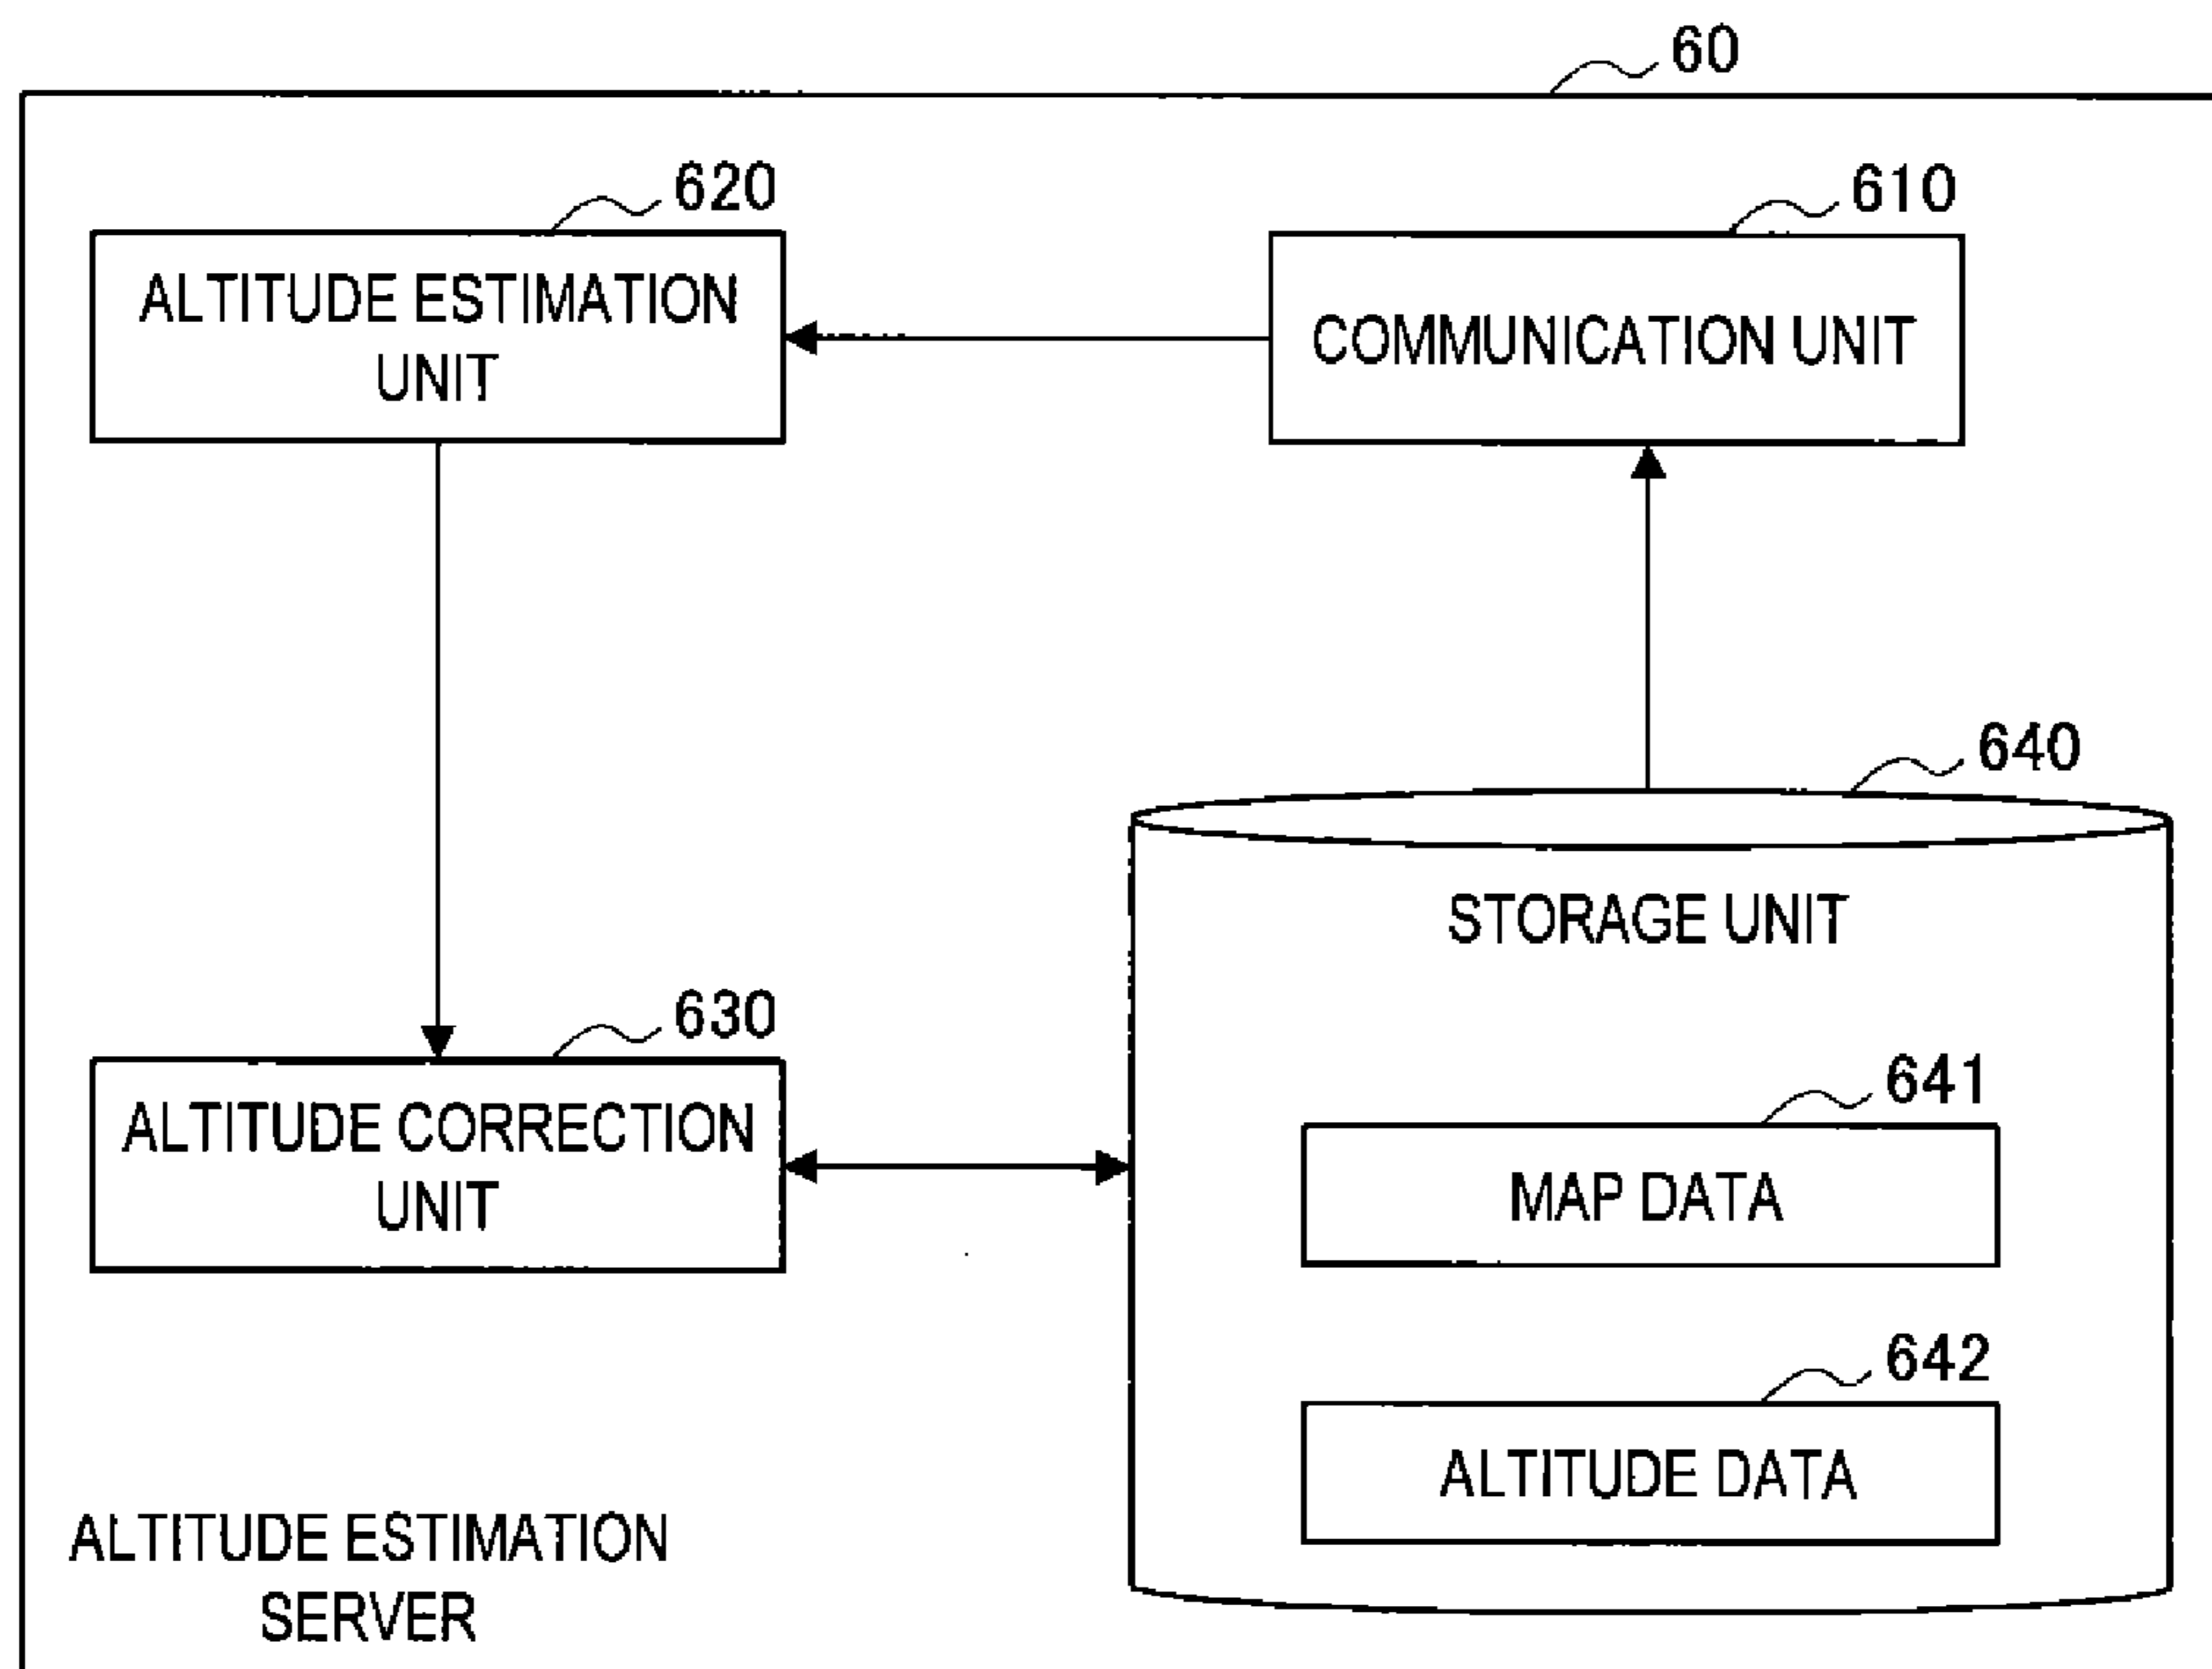 60
620
610
ALTITUDE ESTIMATION
UNIT
COMMUNICATION UNIT
640
STORAGE UNIT
630
ALTITUDE CORRECTION
UNIT
641
MAP DATA
642
ALTITUDE DATA
ALTITUDE ESTIMATION
SERVER